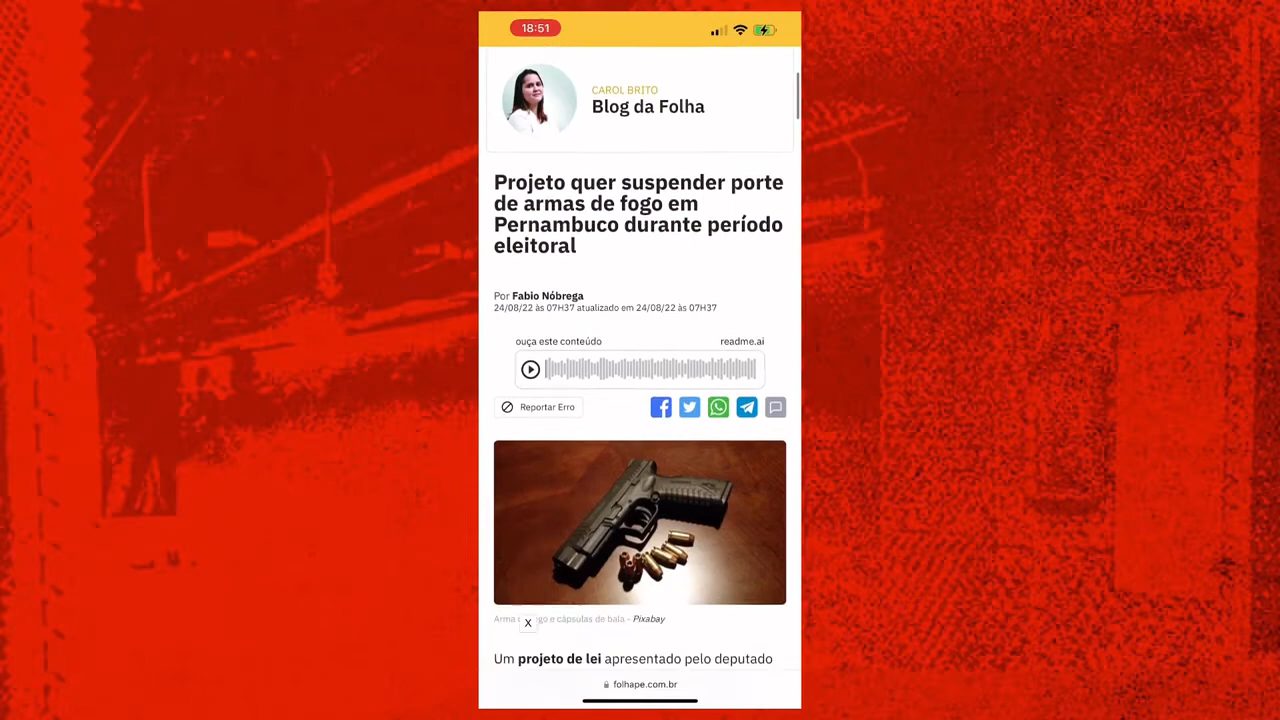 18:51
CAROL BRITO
Blog da Folha
Projeto quer suspender porte
de armas de fogo em
Pernambuco durante período
eleitoral
Por Fabio Nóbrega
24/08/22 às 07H37 atualizado em 24/08/22 às 07H37
ouça este conteúdo readme.ai
Reportar Erro
Arma go e cápsulas de bala - Pixabay
X
Um projeto de lei apresentado pelo deputado
folhape.com.br